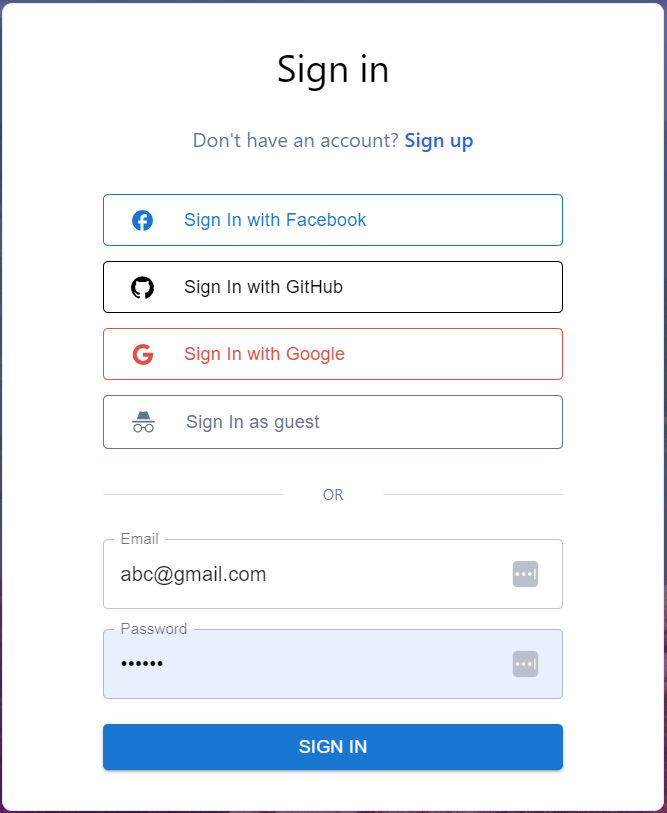 Sign in
Don't have an account? Sign up
Sign In with Facebook
Sign In with GitHub
Sign In with Google
Sign In as guest
OR
Email
abc@gmail.com
Password
••••••
SIGN IN